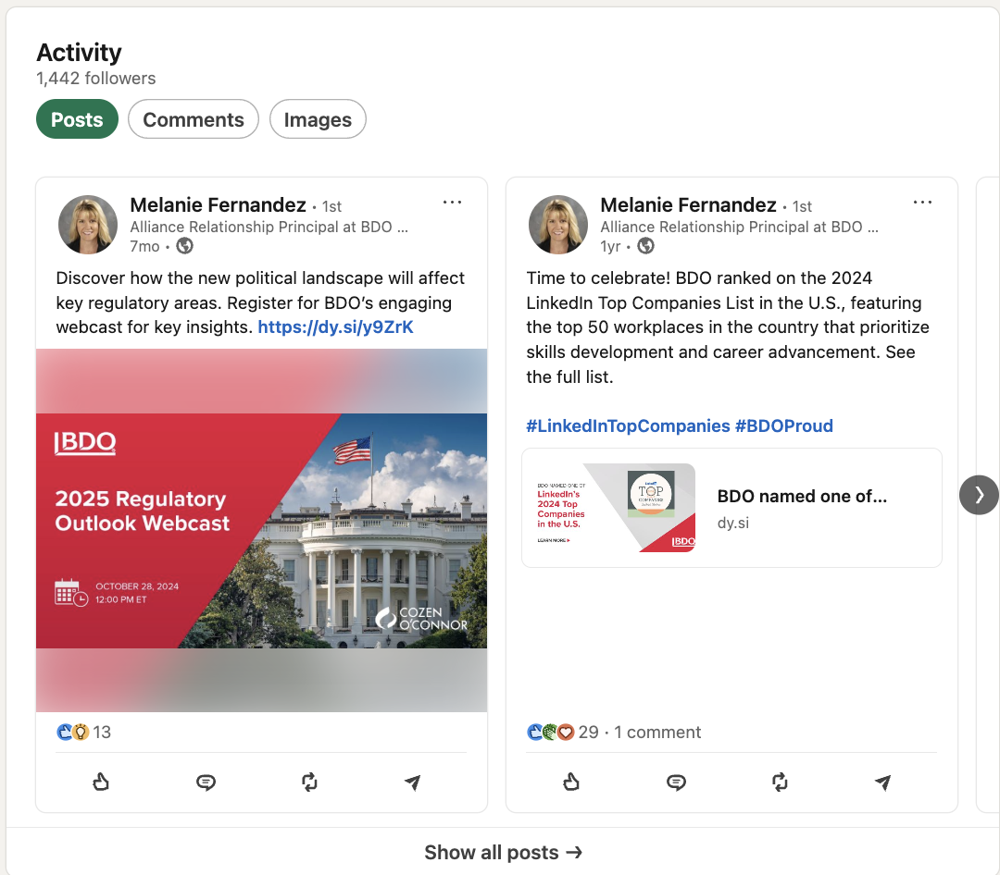 Activity
1,442 followers
Posts
Comments
Images
Melanie Fernandez · 1st
Alliance Relationship Principal at BDO ...
7mo ·
Discover how the new political landscape will affect
key regulatory areas. Register for BDO’s engaging
webcast for key insights. https://dy.si/y9ZrK
BDO
2025 Regulatory
Outlook Webcast
OCTOBER 28, 2024
12:00 PM ET
COZEN
O'CONNOR
13
Melanie Fernandez · 1st
Alliance Relationship Principal at BDO ...
1yr ·
Time to celebrate! BDO ranked on the 2024
LinkedIn Top Companies List in the U.S., featuring
the top 50 workplaces in the country that prioritize
skills development and career advancement. See
the full list.
#LinkedInTopCompanies #BDOProud
BDO NAMED ONE OF
LinkedIn's
2024 Top
Companies
in the U.S.
LEARN MORE
LinkedIn
TOP
COMPANIES
BDO
BDO named one of...
dy.si
29 · 1 comment
Show all posts →